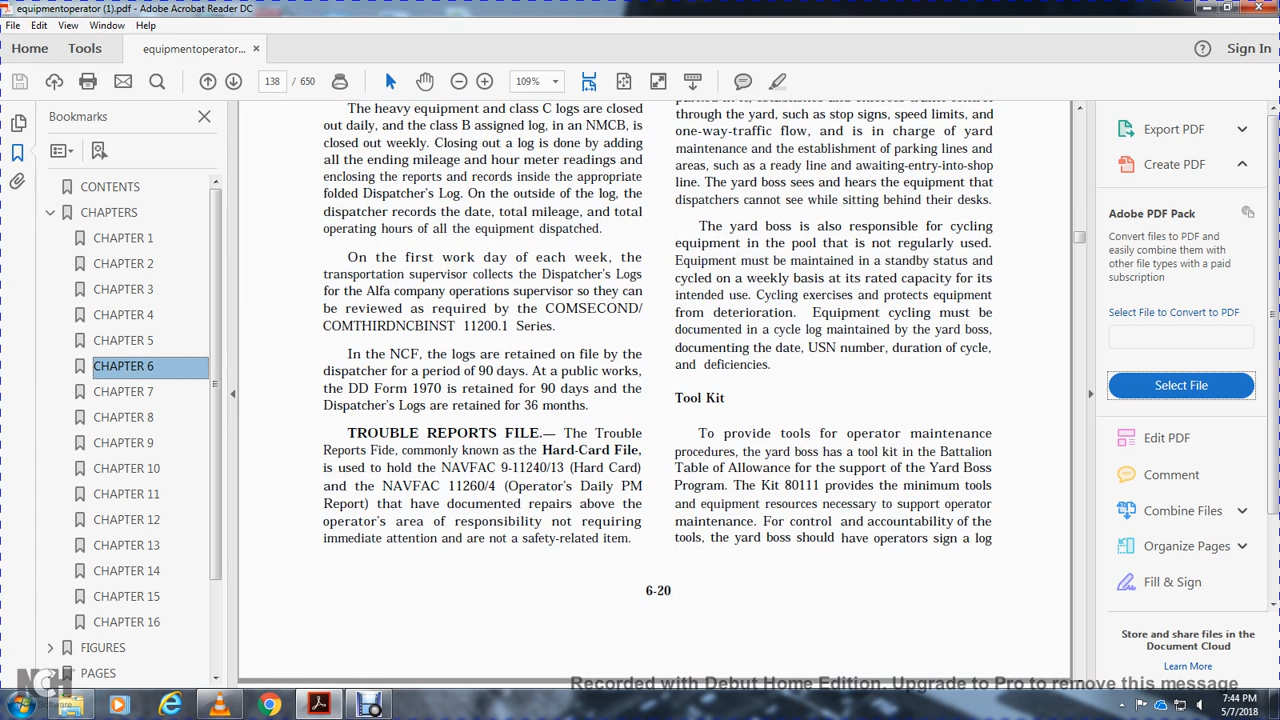 equipmentoperator (1).pdf - Adobe Acrobat Reader DC
File Edit View Window Help
Home Tools equipmentoperator... × Sign In
138 / 650 109%
Bookmarks
CONTENTS
CHAPTERS
CHAPTER 1
CHAPTER 2
CHAPTER 3
CHAPTER 4
CHAPTER 5
CHAPTER 6
CHAPTER 7
CHAPTER 8
CHAPTER 9
CHAPTER 10
CHAPTER 11
CHAPTER 12
CHAPTER 13
CHAPTER 14
CHAPTER 15
CHAPTER 16
FIGURES
PAGES
The heavy equipment and class C logs are closed
out daily, and the class B assigned log, in an NMCB, is
closed out weekly. Closing out a log is done by adding
all the ending mileage and hour meter readings and
enclosing the reports and records inside the appropriate
folded Dispatcher's Log. On the outside of the log, the
dispatcher records the date, total mileage, and total
operating hours of all the equipment dispatched.
On the first work day of each week, the
transportation supervisor collects the Dispatcher's Logs
for the Alfa company operations supervisor so they can
be reviewed as required by the COMSECOND/
COMTHIRDNCBINST 11200.1 Series.
In the NCF, the logs are retained on file by the
dispatcher for a period of 90 days. At a public works,
the DD Form 1970 is retained for 90 days and the
Dispatcher's Logs are retained for 36 months.
TROUBLE REPORTS FILE.— The Trouble
Reports Fide, commonly known as the Hard-Card File,
is used to hold the NAVFAC 9-11240/13 (Hard Card)
and the NAVFAC 11260/4 (Operator's Daily PM
Report) that have documented repairs above the
operator's area of responsibility not requiring
immediate attention and are not a safety-related item.
through the yard, such as stop signs, speed limits, and
one-way-traffic flow, and is in charge of yard
maintenance and the establishment of parking lines and
areas, such as a ready line and awaiting-entry-into-shop
line. The yard boss sees and hears the equipment that
dispatchers cannot see while sitting behind their desks.
The yard boss is also responsible for cycling
equipment in the pool that is not regularly used.
Equipment must be maintained in a standby status and
cycled on a weekly basis at its rated capacity for its
intended use. Cycling exercises and protects equipment
from deterioration. Equipment cycling must be
documented in a cycle log maintained by the yard boss,
documenting the date, USN number, duration of cycle,
and deficiencies.
Tool Kit
To provide tools for operator maintenance
procedures, the yard boss has a tool kit in the Battalion
Table of Allowance for the support of the Yard Boss
Program. The Kit 80111 provides the minimum tools
and equipment resources necessary to support operator
maintenance. For control and accountability of the
tools, the yard boss should have operators sign a log
6-20
Export PDF
Create PDF
Adobe PDF Pack
Convert files to PDF and
easily combine them with
other file types with a paid
subscription
Select File to Convert to PDF
Select File
Edit PDF
Comment
Combine Files
Organize Pages
Fill & Sign
Store and share files in the
Document Cloud
Learn More
NCH
Software
Recorded with Debut Home Edition. Upgrade to Pro to remove this message
7:44 PM
5/7/2018